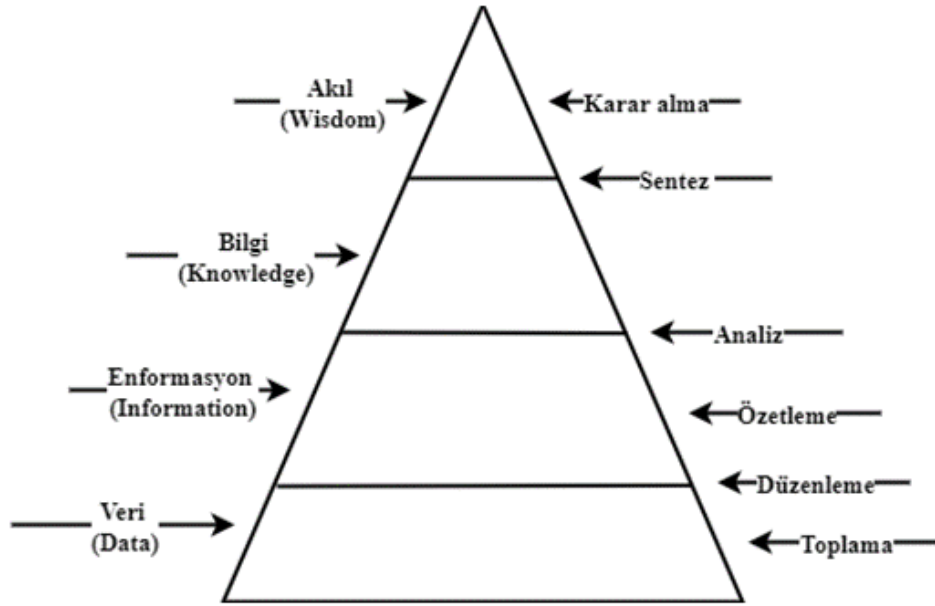 Akıl
(Wisdom)
Karar alma
Sentez
Bilgi
(Knowledge)
Analiz
Enformasyon
(Information)
Özetleme
Düzenleme
Veri
(Data)
Toplama